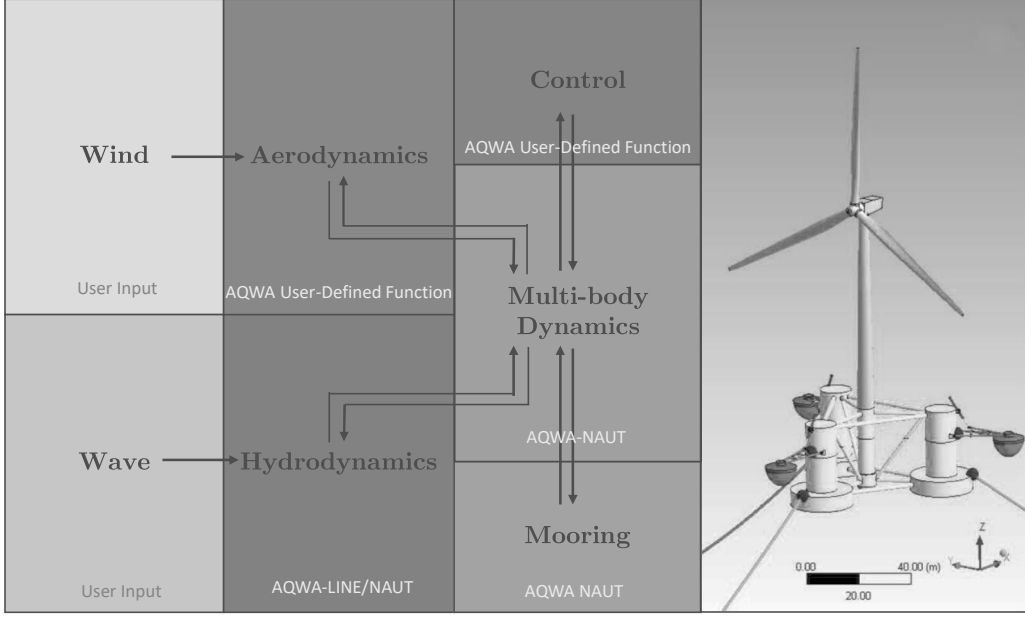 Control
AQWA User-Defined Function
Wind
Aerodynamics
User Input
AQWA User-Defined Function
Multi-body
Dynamics
AQWA-NAUT
Wave
Hydrodynamics
Mooring
User Input
AQWA-LINE/NAUT
AQWA NAUT
Z
Y
X
0.00
40.00 (m)
20.00